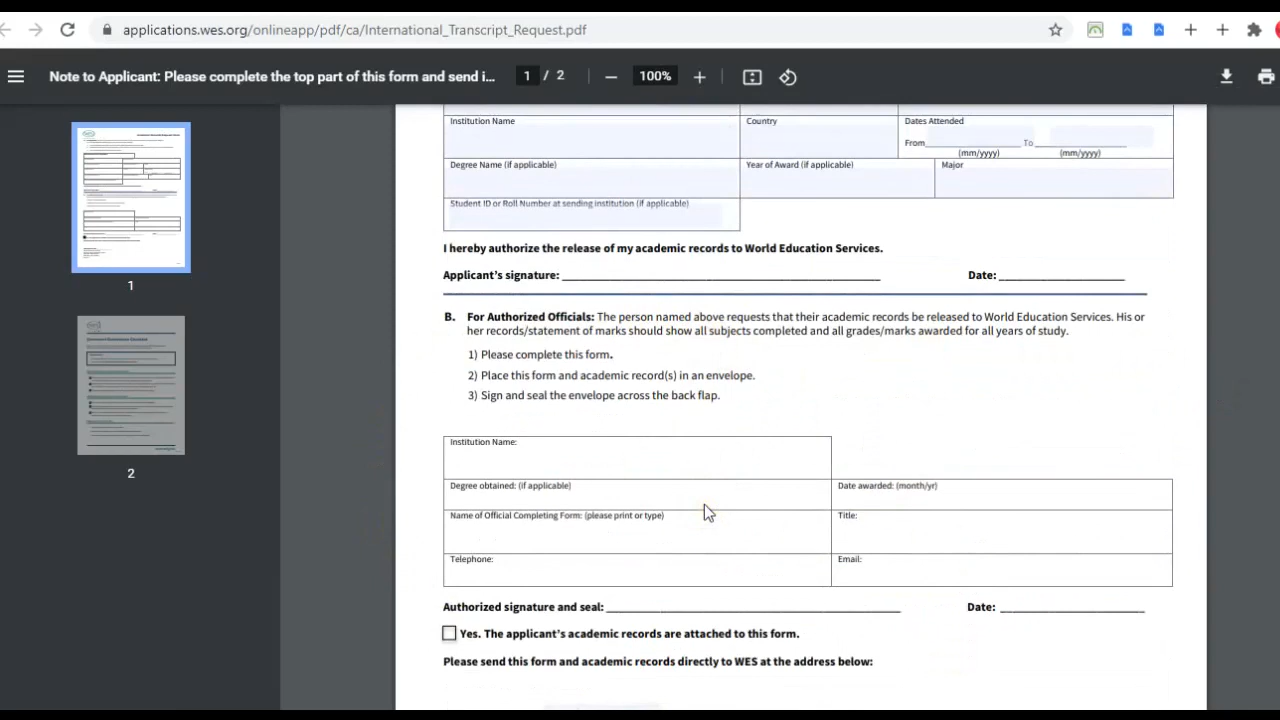 applications.wes.org/onlineapp/pdf/ca/International_Transcript_Request.pdf
Note to Applicant: Please complete the top part of this form and send i... 1 / 2 100%
Institution Name Country Dates Attended
From To
(mm/yyyy) (mm/yyyy)
Degree Name (if applicable) Year of Award (if applicable) Major
Student ID or Roll Number at sending institution (if applicable)
I hereby authorize the release of my academic records to World Education Services.
Applicant's signature: Date:
B. For Authorized Officials: The person named above requests that their academic records be released to World Education Services. His or
her records/statement of marks should show all subjects completed and all grades/marks awarded for all years of study.
1) Please complete this form.
2) Place this form and academic record(s) in an envelope.
3) Sign and seal the envelope across the back flap.
Institution Name:
Degree obtained: (if applicable) Date awarded: (month/yr)
Name of Official Completing Form: (please print or type) Title:
Telephone: Email:
Authorized signature and seal: Date:
Yes. The applicant's academic records are attached to this form.
Please send this form and academic records directly to WES at the address below:
1
2